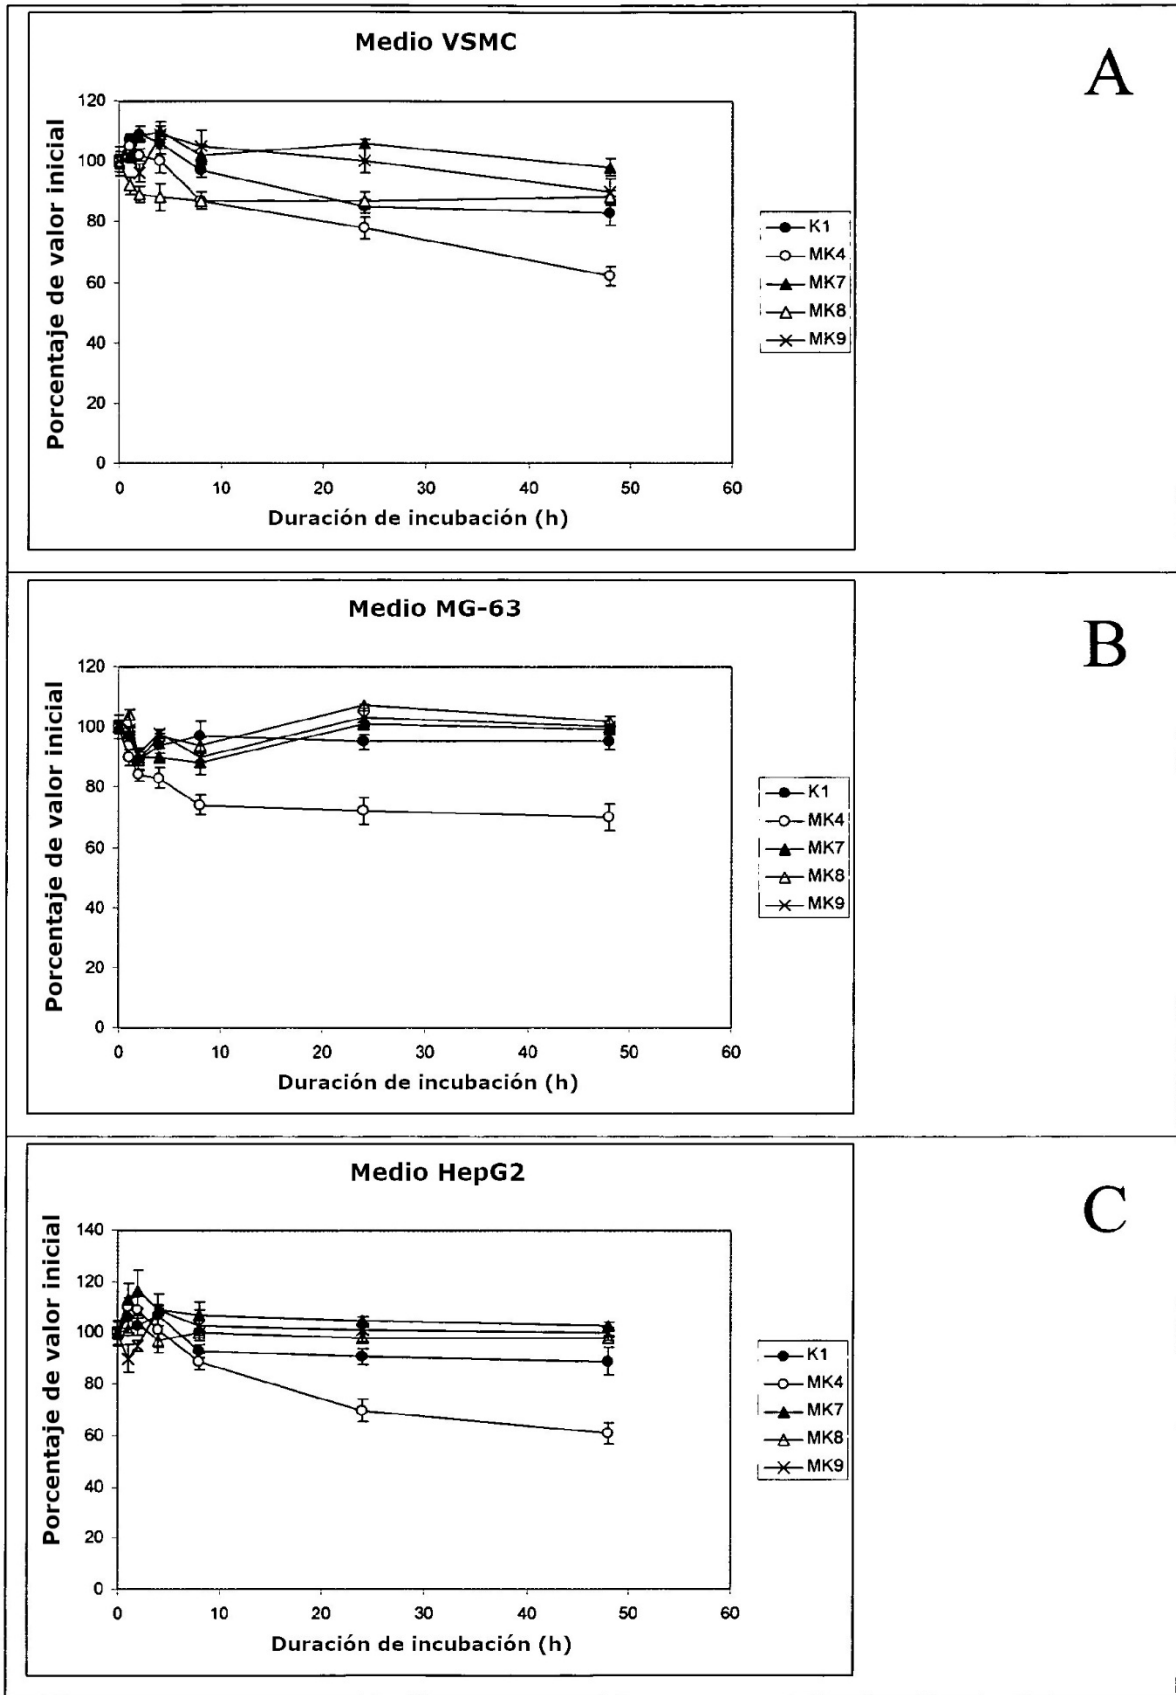 Medio VSMC
A
Porcentaje de valor inicial
120
100
80
60
40
20
0
0 10 20 30 40 50 60
Duración de incubación (h)
K1
MK4
MK7
MK8
MK9
Medio MG-63
B
Porcentaje de valor inicial
120
100
80
60
40
20
0
0 10 20 30 40 50 60
Duración de incubación (h)
K1
MK4
MK7
MK8
MK9
Medio HepG2
C
Porcentaje de valor inicial
140
120
100
80
60
40
20
0
0 10 20 30 40 50 60
Duración de incubación (h)
K1
MK4
MK7
MK8
MK9